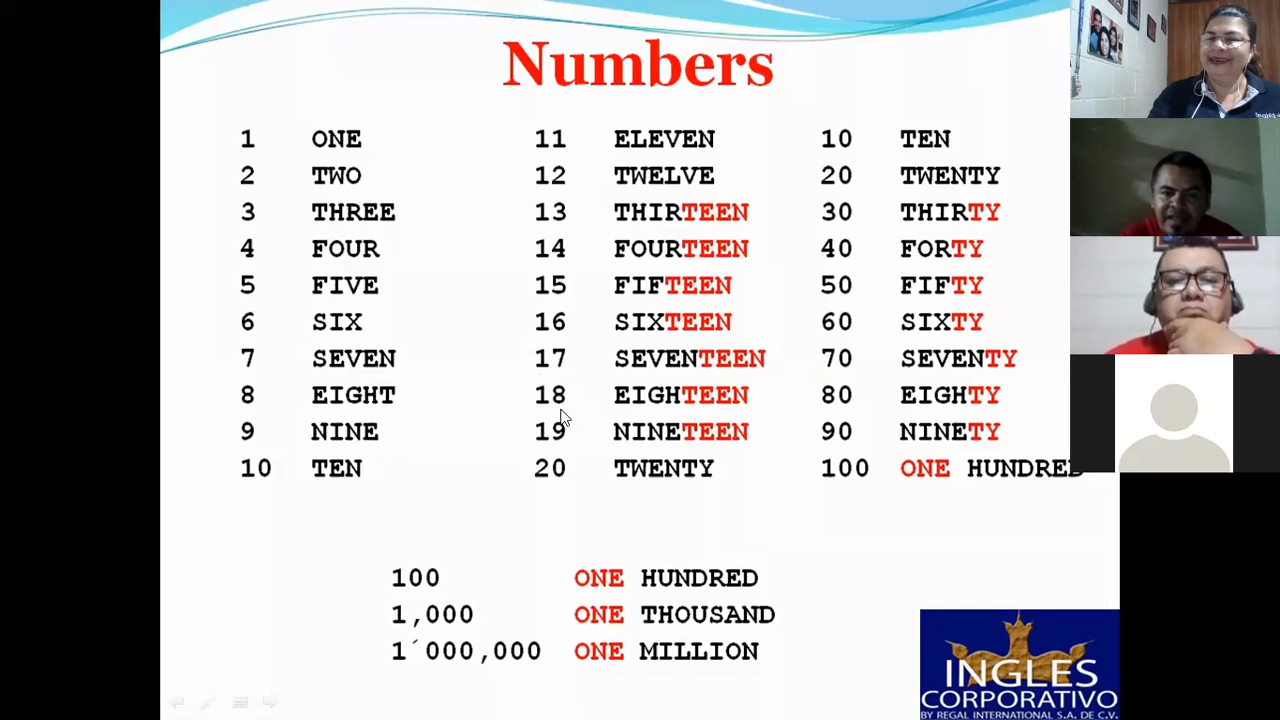 Numbers
1 ONE 11 ELEVEN 10 TEN
2 TWO 12 TWELVE 20 TWENTY
3 THREE 13 THIRTEEN 30 THIRTY
4 FOUR 14 FOURTEEN 40 FORTY
5 FIVE 15 FIFTEEN 50 FIFTY
6 SIX 16 SIXTEEN 60 SIXTY
7 SEVEN 17 SEVENTEEN 70 SEVENTY
8 EIGHT 18 EIGHTEEN 80 EIGHTY
9 NINE 19 NINETEEN 90 NINETY
10 TEN 20 TWENTY 100 ONE HUNDRED
100 ONE HUNDRED
1,000 ONE THOUSAND
1´000,000 ONE MILLION
INGLES
CORPORATIVO
BY REGAL INTERNATIONAL S.A. DE C.V.